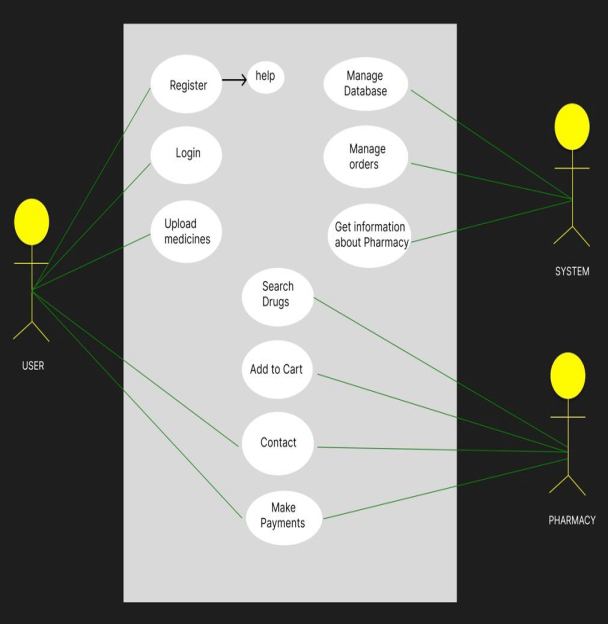 Register
help
Manage
Database
Login
Manage
orders
Upload
medicines
Get information
about Pharmacy
SYSTEM
Search
Drugs
USER
Add to Cart
Contact
Make
Payments
PHARMACY